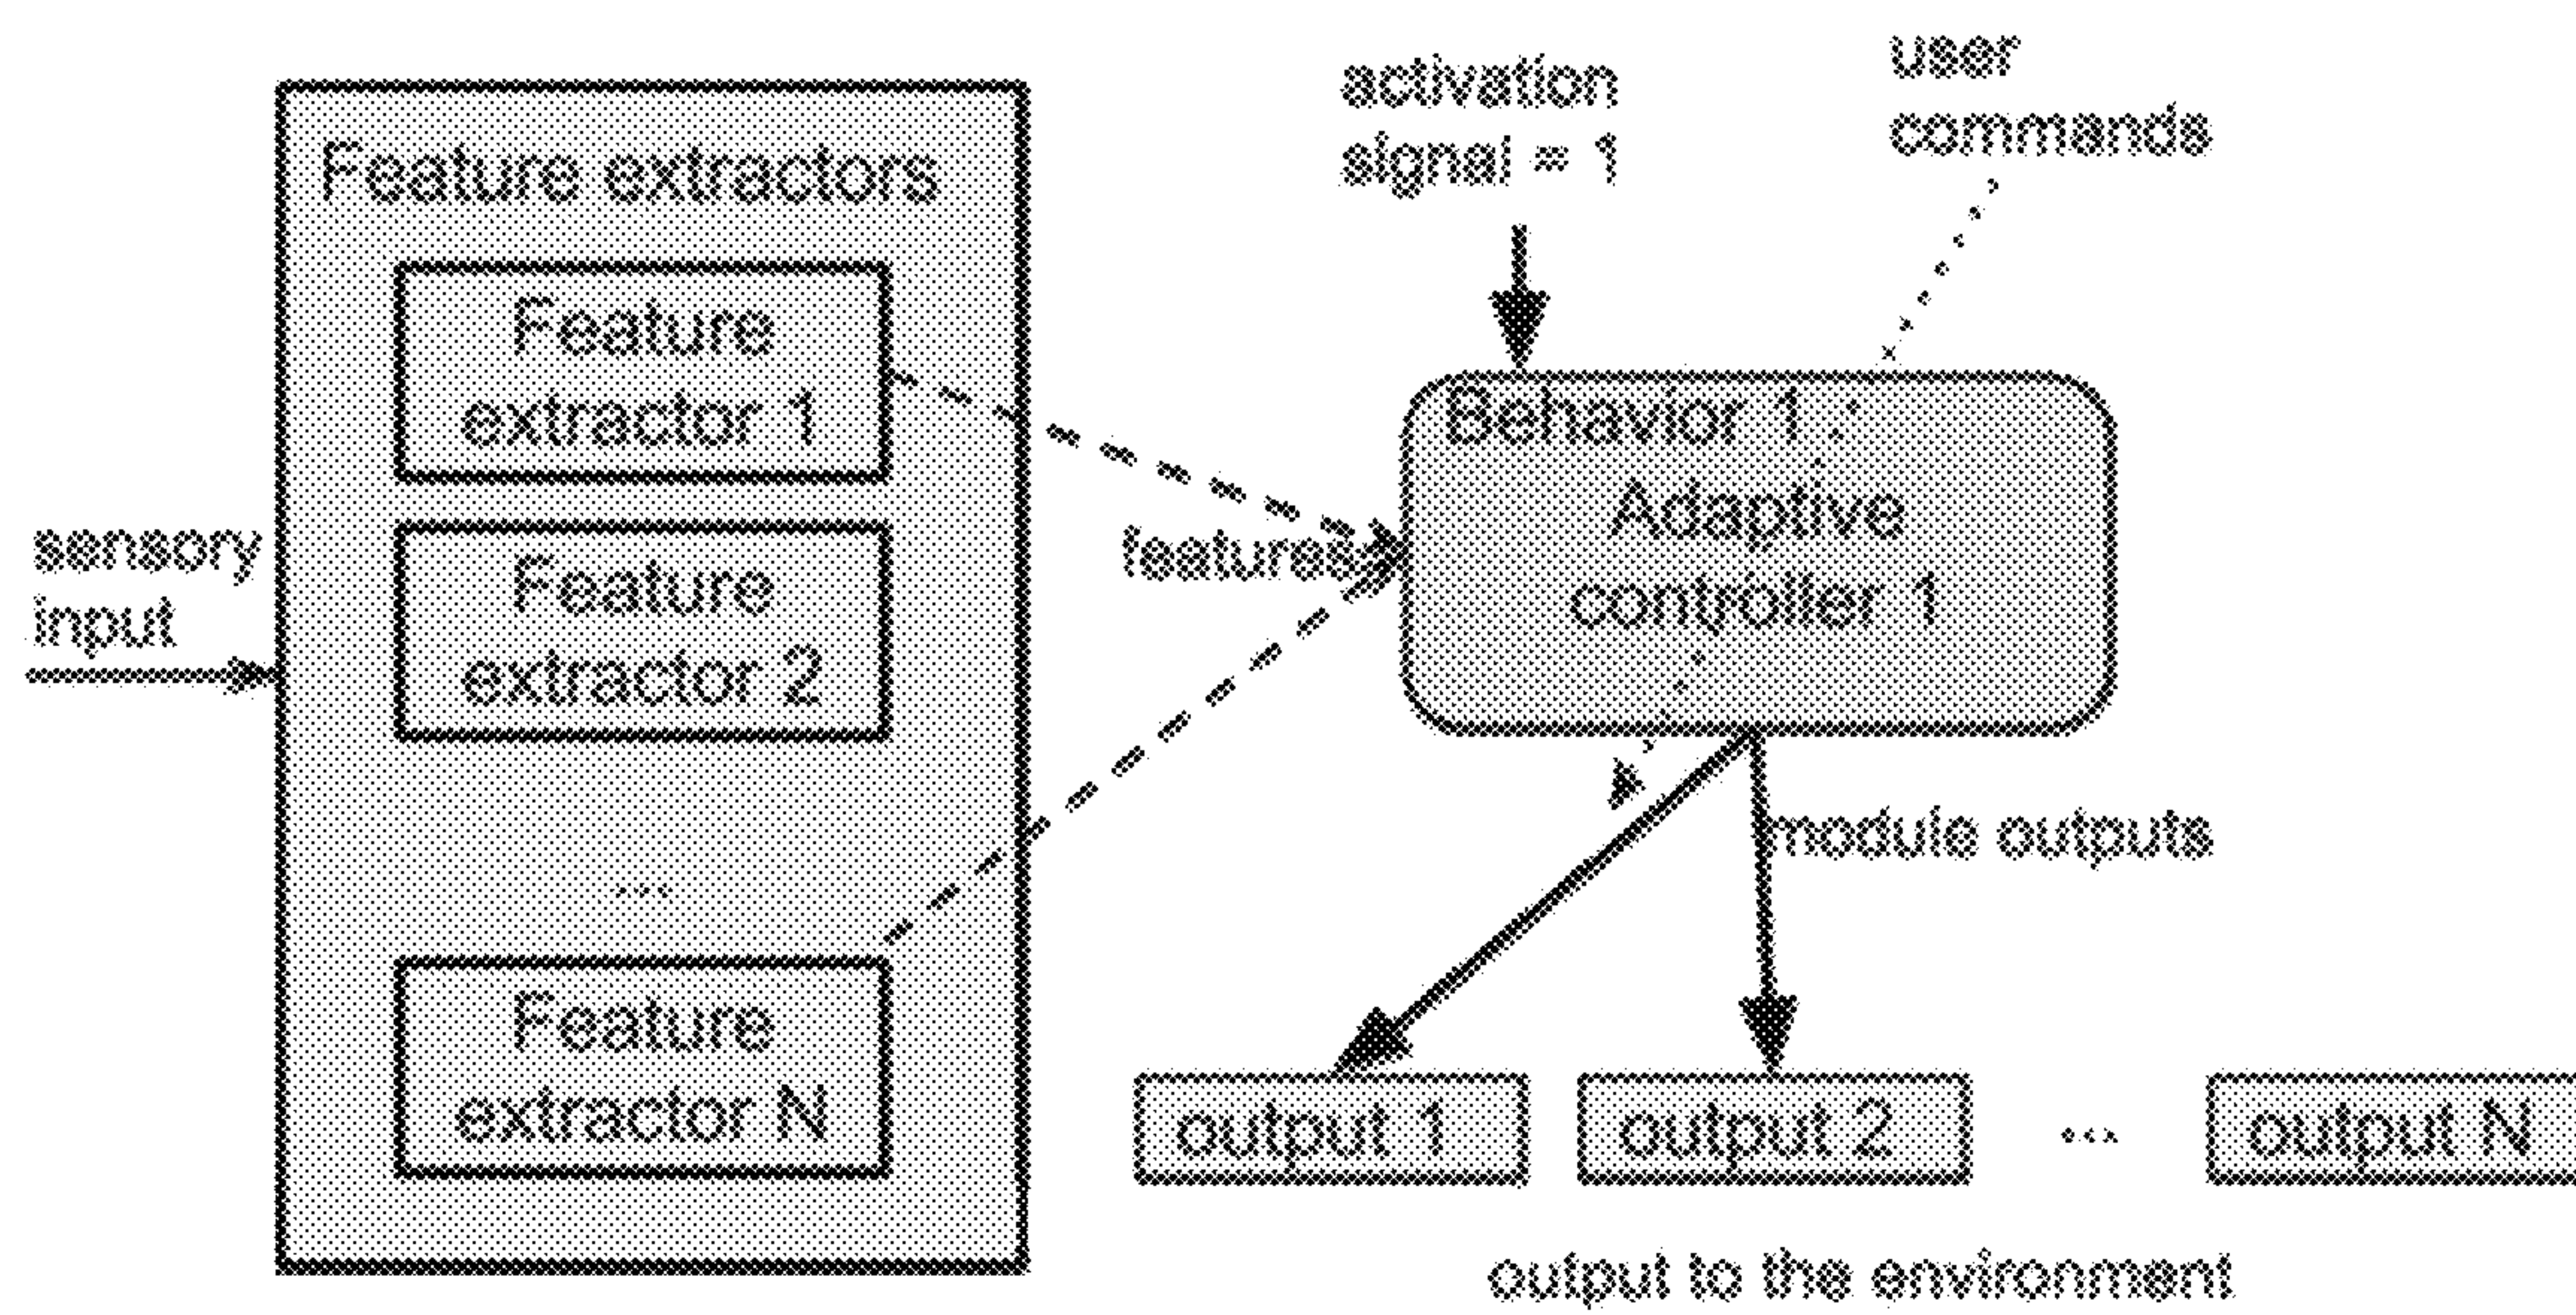 Feature extractors
Feature
extractor 1
Feature
extractor 2
...
Feature
extractor N
sensory
input
features
activation
signal = 1
user
commands
Behavior 1
Adaptive
controller 1
module outputs
output 1
output 2
...
output N
output to the environment